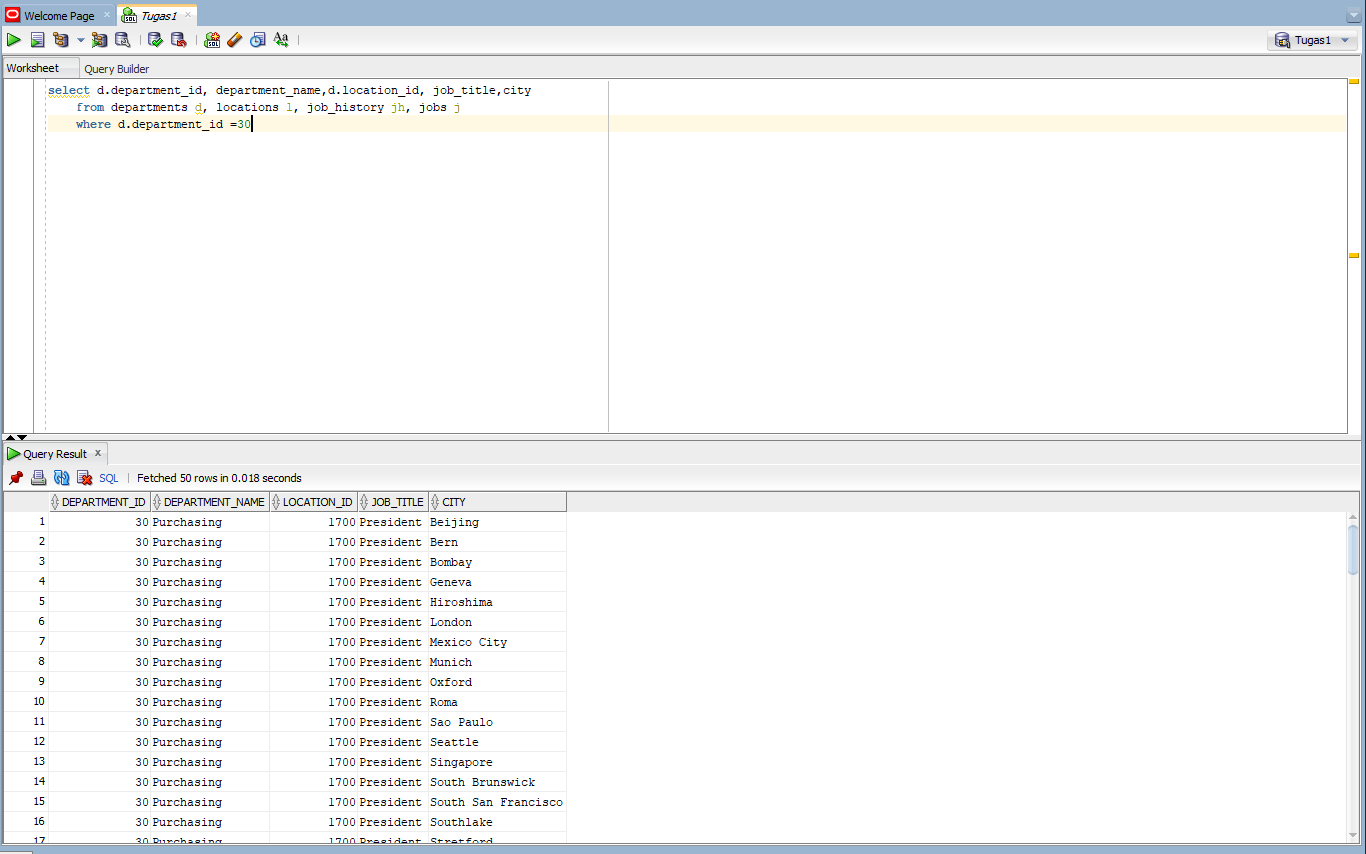 Welcome Page
Tugas1
Tugas1
Worksheet Query Builder
select d.department_id, department_name,d.location_id, job_title,city
from departments d, locations l, job_history jh, jobs j
where d.department_id =30
Query Result
SQL Fetched 50 rows in 0.018 seconds
DEPARTMENT_ID DEPARTMENT_NAME LOCATION_ID JOB_TITLE CITY
1 30 Purchasing 1700 President Beijing
2 30 Purchasing 1700 President Bern
3 30 Purchasing 1700 President Bombay
4 30 Purchasing 1700 President Geneva
5 30 Purchasing 1700 President Hiroshima
6 30 Purchasing 1700 President London
7 30 Purchasing 1700 President Mexico City
8 30 Purchasing 1700 President Munich
9 30 Purchasing 1700 President Oxford
10 30 Purchasing 1700 President Roma
11 30 Purchasing 1700 President Sao Paulo
12 30 Purchasing 1700 President Seattle
13 30 Purchasing 1700 President Singapore
14 30 Purchasing 1700 President South Brunswick
15 30 Purchasing 1700 President South San Francisco
16 30 Purchasing 1700 President Southlake
17 30 Purchasing 1700 President Stretford